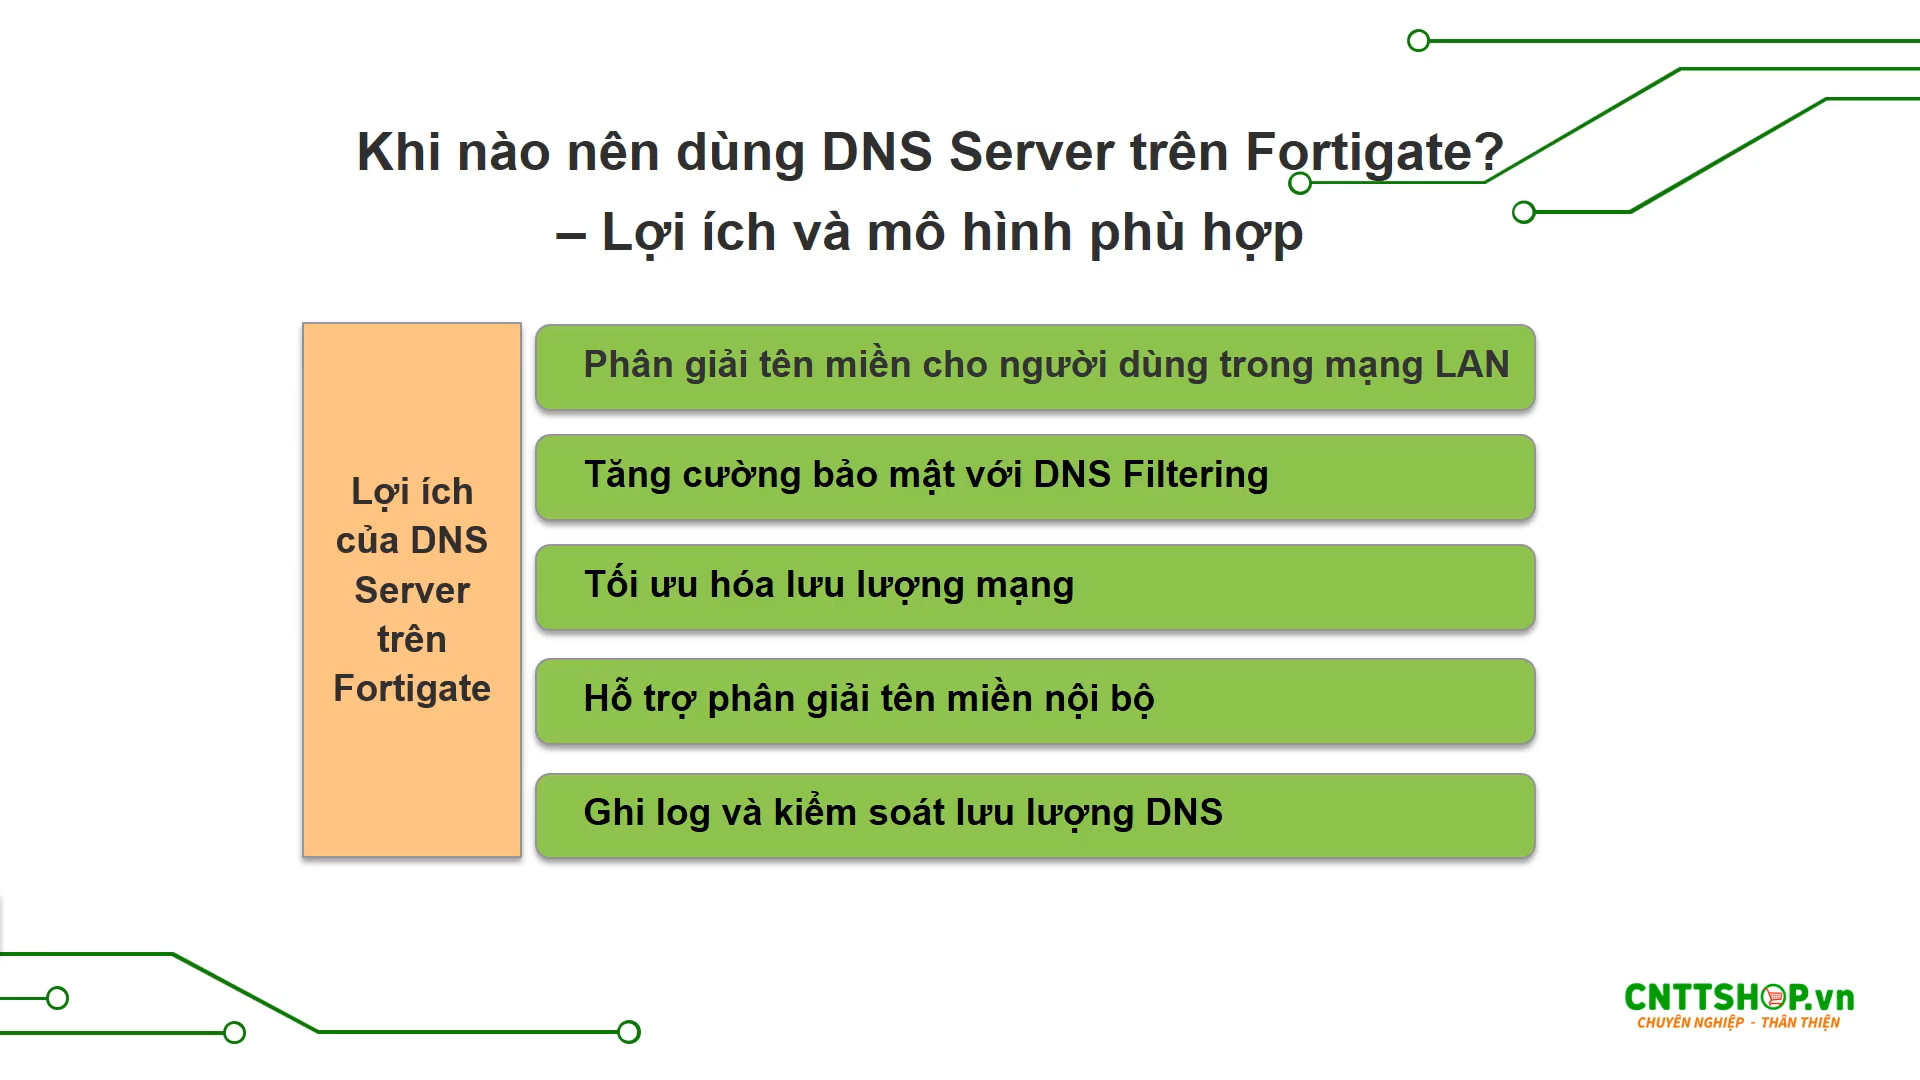 Khi nào nên dùng DNS Server trên Fortigate?
– Lợi ích và mô hình phù hợp
Lợi ích
của DNS
Server
trên
Fortigate
Phân giải tên miền cho người dùng trong mạng LAN
Tăng cường bảo mật với DNS Filtering
Tối ưu hóa lưu lượng mạng
Hỗ trợ phân giải tên miền nội bộ
Ghi log và kiểm soát lưu lượng DNS
CNTTSHOP.vn
CHUYÊN NGHIỆP - THÂN THIỆN